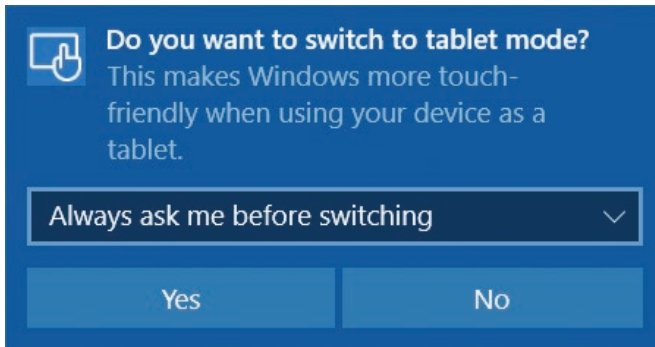 Do you want to switch to tablet mode?
This makes Windows more touch-
friendly when using your device as a
tablet.
Always ask me before switching
Yes
No